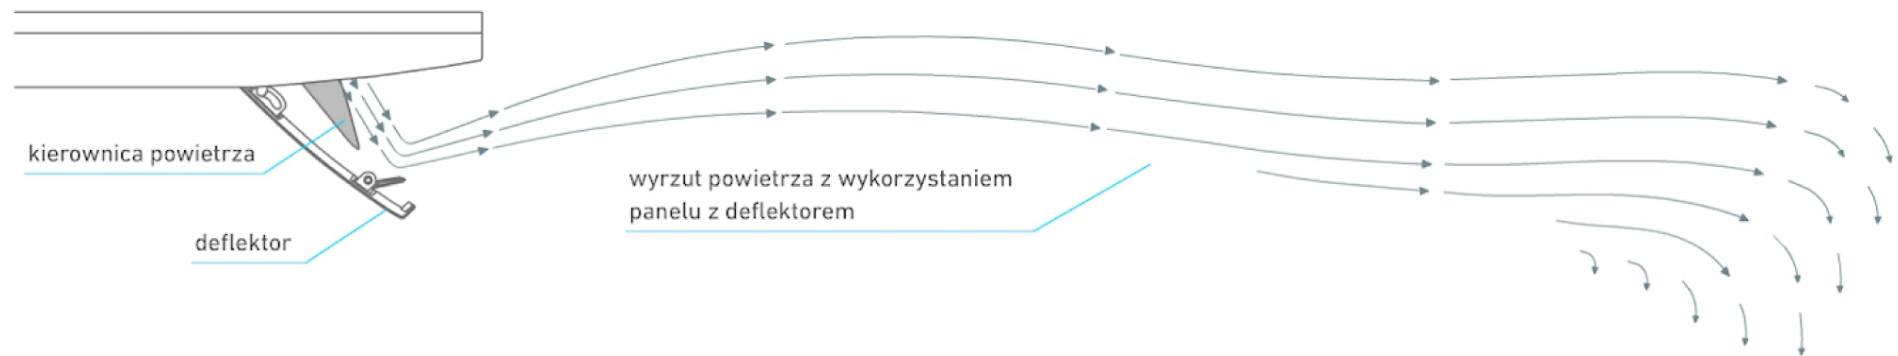 kierownica powietrza
wyrzut powietrza z wykorzystaniem
panelu z deflektorem
deflektor